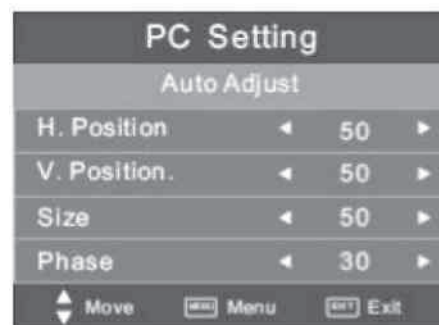 PC Setting
Auto Adjust
H. Position ◄ 50 ►
V. Position. ◄ 50 ►
Size ◄ 50 ►
Phase ◄ 30 ►
Move MENU Menu EXIT Exit